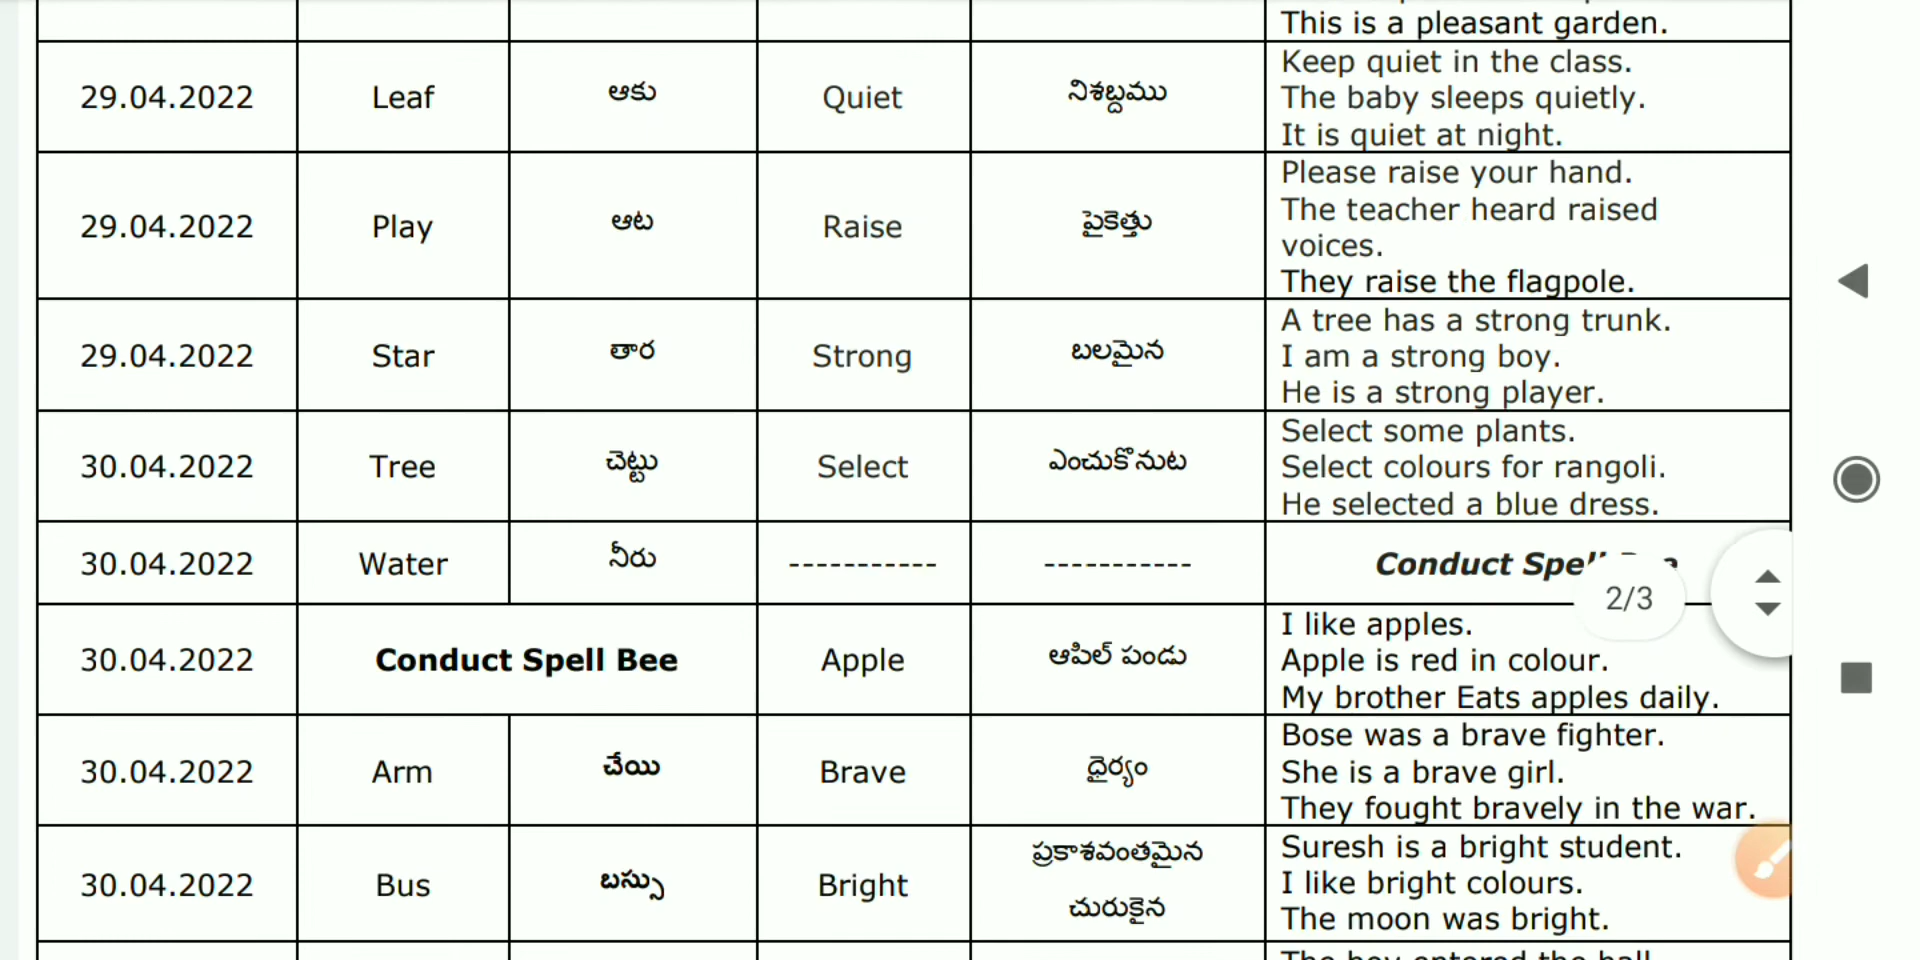 This is a pleasant garden.
29.04.2022 Leaf ఆకు Quiet నిశబ్దము Keep quiet in the class.
The baby sleeps quietly.
It is quiet at night.
29.04.2022 Play ఆట Raise పైకెత్తు Please raise your hand.
The teacher heard raised
voices.
They raise the flagpole.
29.04.2022 Star తార Strong బలమైన A tree has a strong trunk.
I am a strong boy.
He is a strong player.
30.04.2022 Tree చెట్టు Select ఎంచుకొనుట Select some plants.
Select colours for rangoli.
He selected a blue dress.
30.04.2022 Water నీరు ----------- ----------- Conduct Spell
2/3
30.04.2022 Conduct Spell Bee Apple ఆపిల్ పండు I like apples.
Apple is red in colour.
My brother Eats apples daily.
30.04.2022 Arm చేయి Brave ధైర్యం Bose was a brave fighter.
She is a brave girl.
They fought bravely in the war.
30.04.2022 Bus బస్సు Bright ప్రకాశవంతమైన
చురుకైన
Suresh is a bright student.
I like bright colours.
The moon was bright.
The boy entered the hall